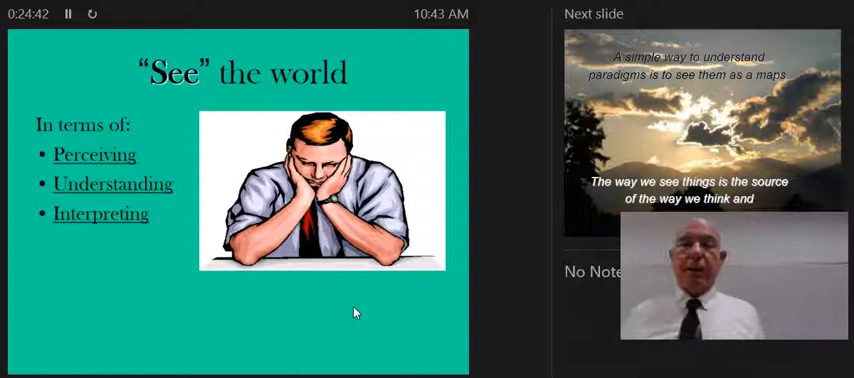 0:24:42
10:43 AM
Next slide
“See” the world
In terms of:
• Perceiving
• Understanding
• Interpreting
A simple way to understand
paradigms is to see them as a maps
The way we see things is the source
of the way we think and
No Note